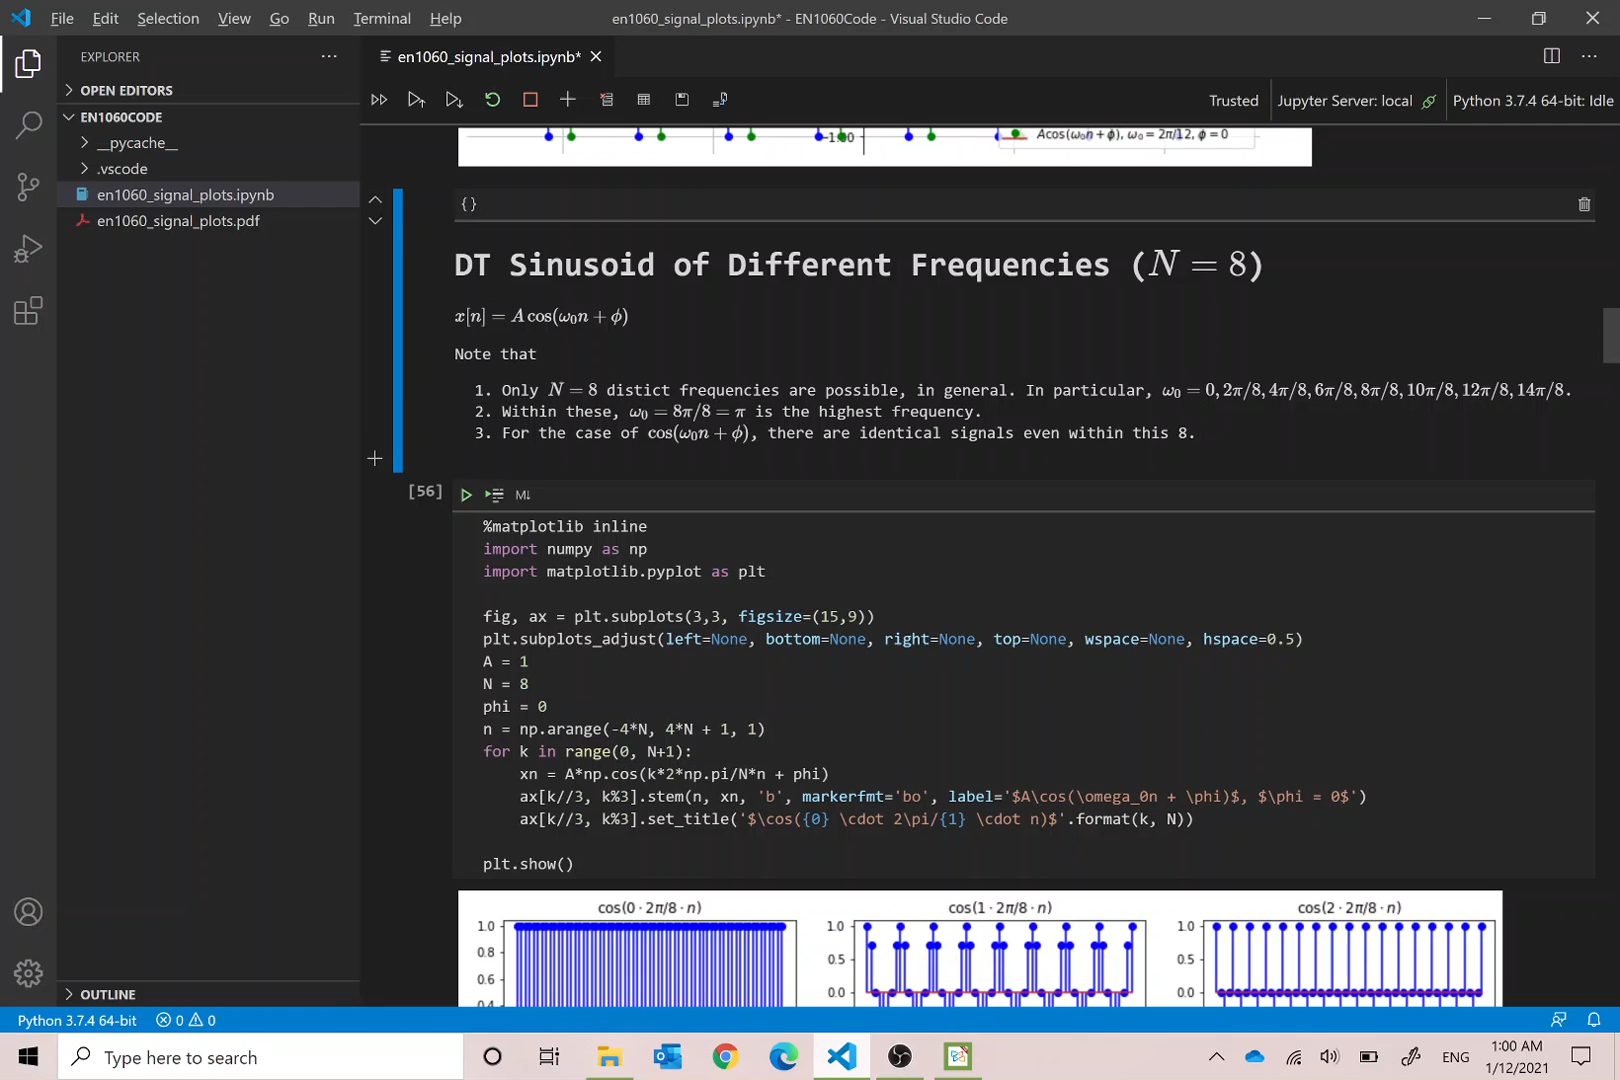 File Edit Selection View Go Run Terminal Help
en1060_signal_plots.ipynb* - EN1060Code - Visual Studio Code
EXPLORER
OPEN EDITORS
EN1060CODE
__pycache__
.vscode
en1060_signal_plots.ipynb
en1060_signal_plots.pdf
OUTLINE
en1060_signal_plots.ipynb*
Trusted Jupyter Server: local Python 3.7.4 64-bit: Idle
−1.00
Acos(ω₀n + ϕ), ω₀ = 2π/12, ϕ = 0
{}
DT Sinusoid of Different Frequencies (N = 8)
x[n] = A cos(ω₀n + ϕ)
Note that
1. Only N = 8 distict frequencies are possible, in general. In particular, ω₀ = 0, 2π/8, 4π/8, 6π/8, 8π/8, 10π/8, 12π/8, 14π/8.
2. Within these, ω₀ = 8π/8 = π is the highest frequency.
3. For the case of cos(ω₀n + ϕ), there are identical signals even within this 8.
[56]
M↓
%matplotlib inline
import numpy as np
import matplotlib.pyplot as plt
fig, ax = plt.subplots(3,3, figsize=(15,9))
plt.subplots_adjust(left=None, bottom=None, right=None, top=None, wspace=None, hspace=0.5)
A = 1
N = 8
phi = 0
n = np.arange(-4*N, 4*N + 1, 1)
for k in range(0, N+1):
xn = A*np.cos(k*2*np.pi/N*n + phi)
ax[k//3, k%3].stem(n, xn, 'b', markerfmt='bo', label='$A\cos(\omega_0n + \phi)$, $\phi = 0$')
ax[k//3, k%3].set_title('$\cos({0} \cdot 2\pi/{1} \cdot n)$'.format(k, N))
plt.show()
cos(0 · 2π/8 · n)
1.0
0.8
0.6
0.4
cos(1 · 2π/8 · n)
1.0
0.5
0.0
cos(2 · 2π/8 · n)
1.0
0.5
0.0
Python 3.7.4 64-bit 0 0
Type here to search
ENG
1:00 AM
1/12/2021